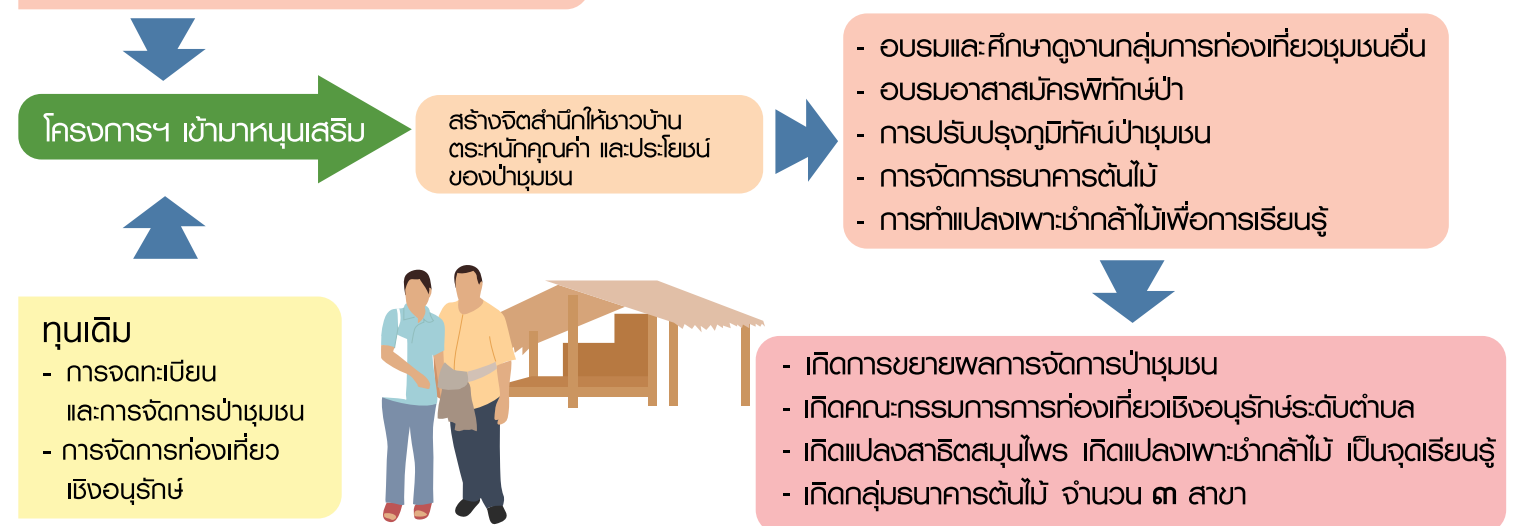 โครงการฯ เข้ามาหนุนเสริม
สร้างจิตสำนึกให้ชาวบ้าน
ตระหนักคุณค่า และประโยชน์
ของป่าชุมชน
- อบรมและศึกษาดูงานกลุ่มการท่องเที่ยวชุมชนอื่น
- อบรมอาสาสมัครพิทักษ์ป่า
- การปรับปรุงภูมิทัศน์ป่าชุมชน
- การจัดการธนาคารต้นไม้
- การทำแปลงเพาะชำกล้าไม้เพื่อการเรียนรู้
ทุนเดิม
- การจดทะเบียน
และการจัดการป่าชุมชน
- การจัดการท่องเที่ยว
เชิงอนุรักษ์
- เกิดการขยายผลการจัดการป่าชุมชน
- เกิดคณะกรรมการการท่องเที่ยวเชิงอนุรักษ์ระดับตำบล
- เกิดแปลงสาธิตสมุนไพร เกิดแปลงเพาะชำกล้าไม้ เป็นจุดเรียนรู้
- เกิดกลุ่มธนาคารต้นไม้ จำนวน ๓ สาขา